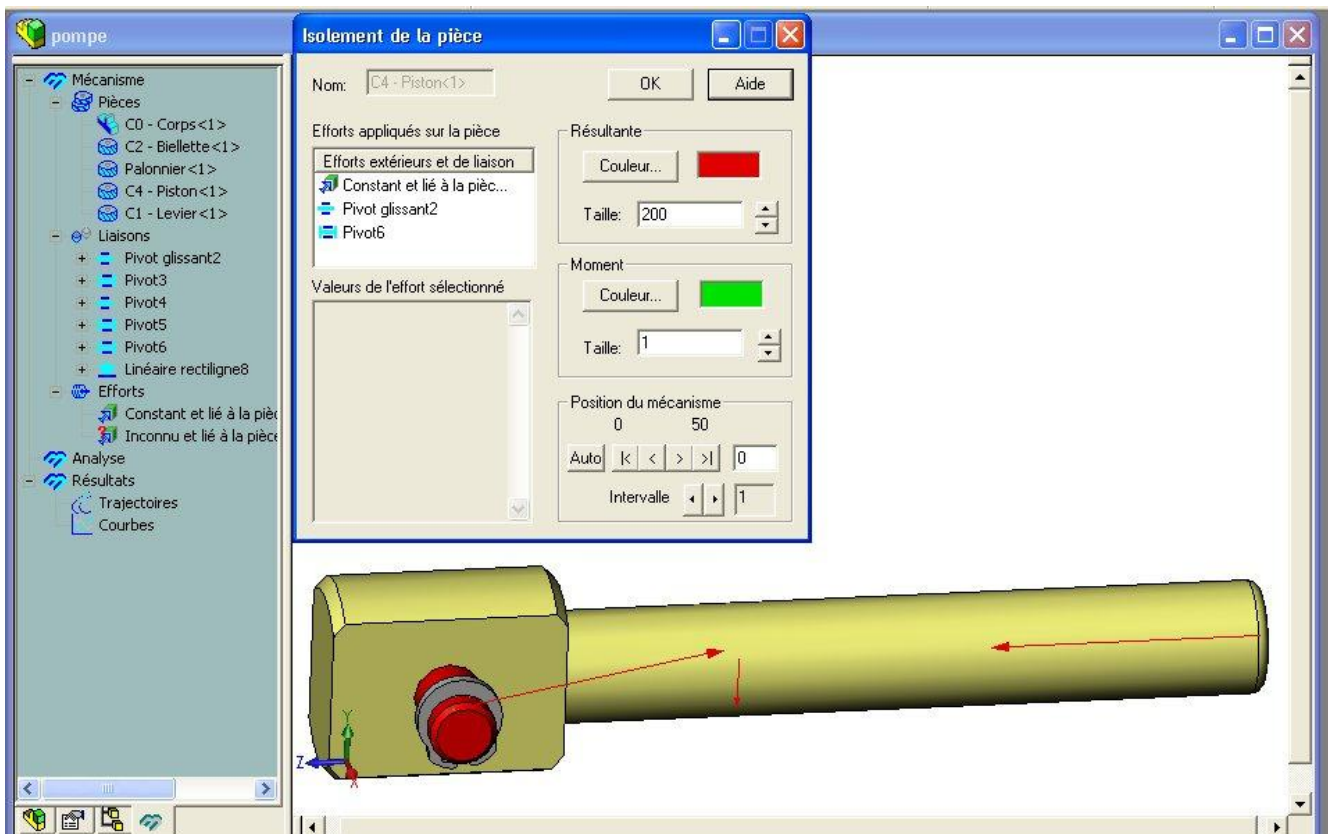 pompe
Mécanisme
Pièces
C0 - Corps<1>
C2 - Biellette<1>
Palonnier<1>
C4 - Piston<1>
C1 - Levier<1>
Liaisons
Pivot glissant2
Pivot3
Pivot4
Pivot5
Pivot6
Linéaire rectiligne8
Efforts
Constant et lié à la pièc
Inconnu et lié à la pièce
Analyse
Résultats
Trajectoires
Courbes
Isolement de la pièce
Nom: C4 - Piston<1>
OK Aide
Efforts appliqués sur la pièce
Efforts extérieurs et de liaison
Constant et lié à la pièc...
Pivot glissant2
Pivot6
Valeurs de l'effort sélectionné
Résultante
Couleur...
Taille: 200
Moment
Couleur...
Taille: 1
Position du mécanisme
0 50
Auto |< < > >| 0
Intervalle 1
Y
Z
X